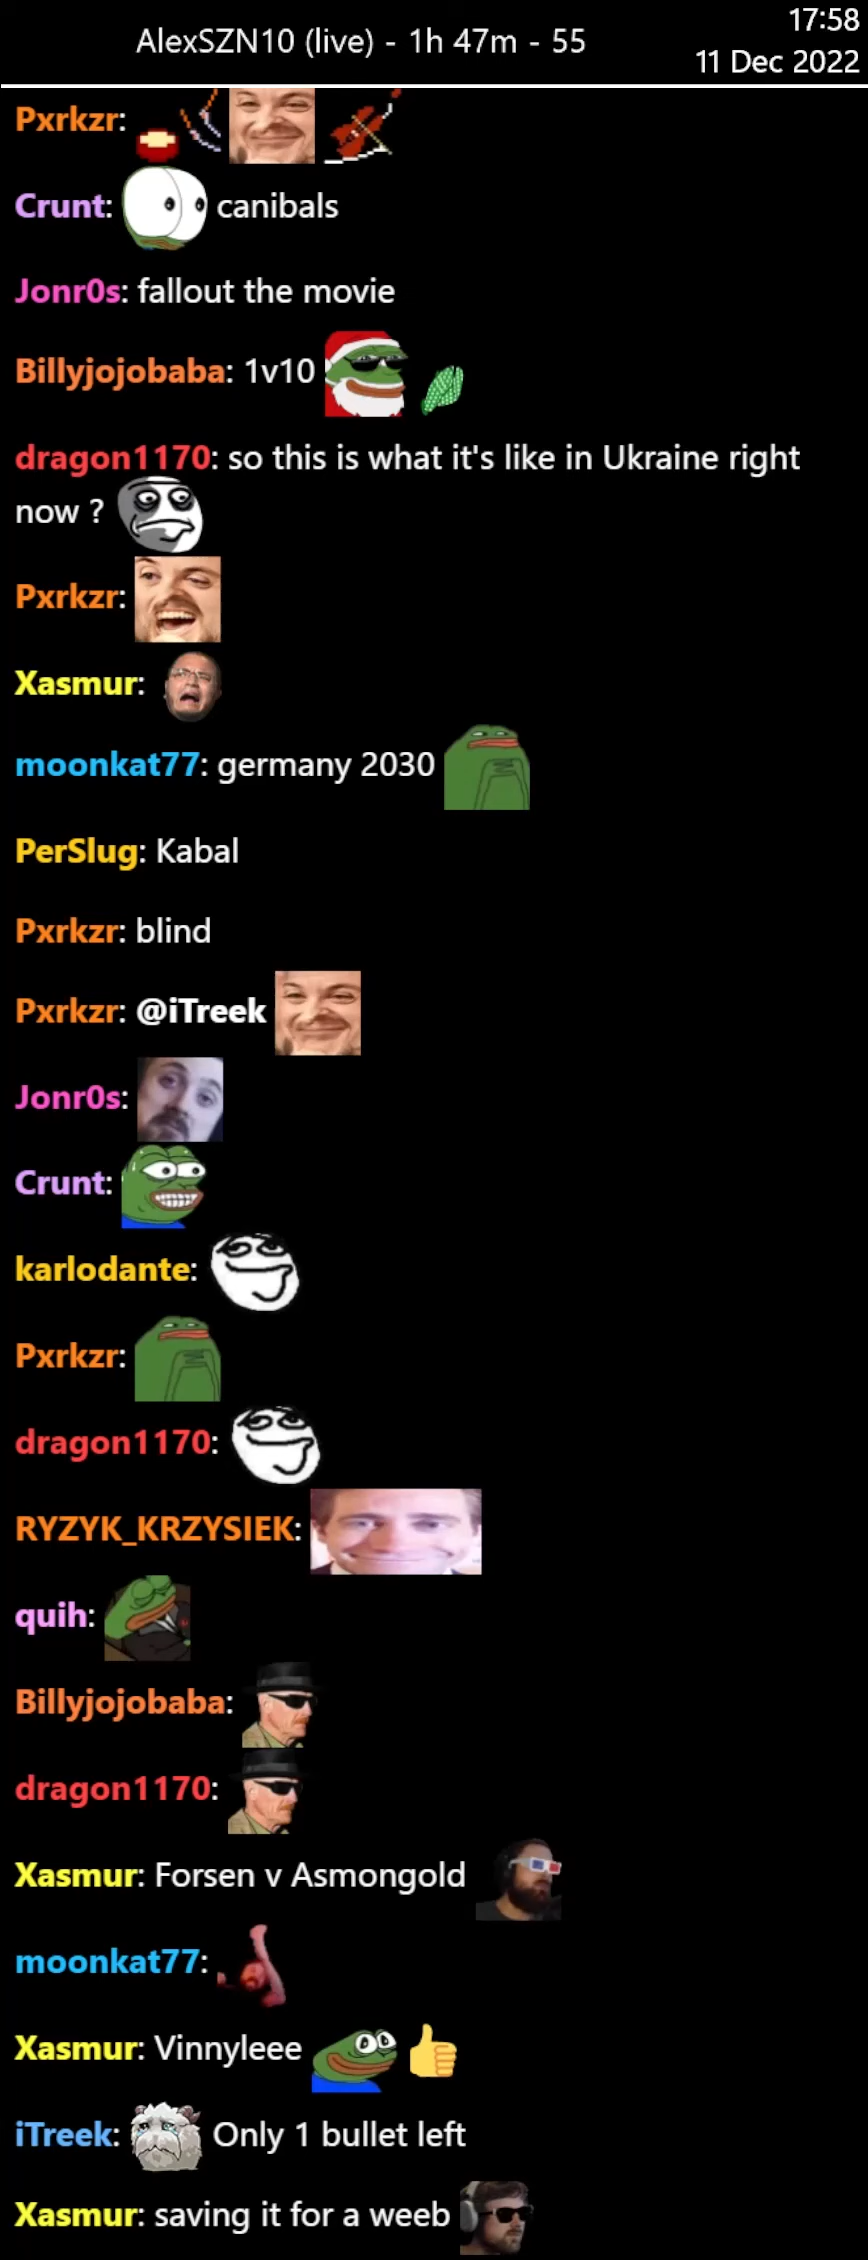 AlexSZN10 (live) - 1h 47m - 55
17:58
11 Dec 2022
Pxrkzr:
Crunt: canibals
Jonr0s: fallout the movie
Billyjojobaba: 1v10
dragon1170: so this is what it's like in Ukraine right
now ?
Pxrkzr:
Xasmur:
moonkat77: germany 2030
PerSlug: Kabal
Pxrkzr: blind
Pxrkzr: @iTreek
Jonr0s:
Crunt:
karlodante:
Pxrkzr:
dragon1170:
RYZYK_KRZYSIEK:
quih:
Billyjojobaba:
dragon1170:
Xasmur: Forsen v Asmongold
moonkat77:
Xasmur: Vinnyleee 👍
iTreek: Only 1 bullet left
Xasmur: saving it for a weeb